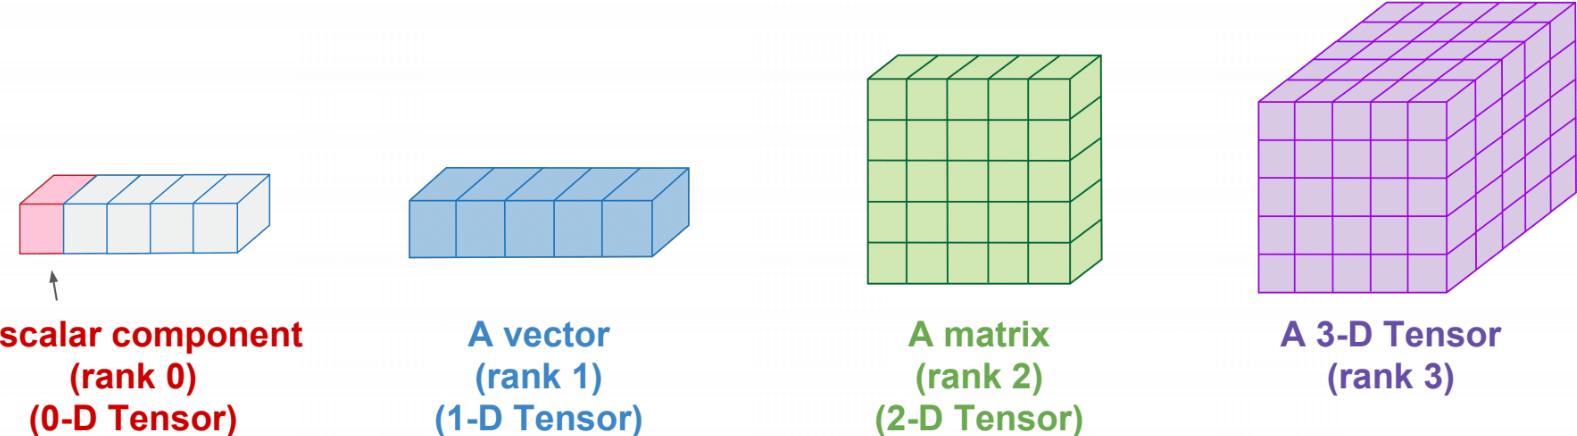 scalar component
(rank 0)
(0-D Tensor)
A vector
(rank 1)
(1-D Tensor)
A matrix
(rank 2)
(2-D Tensor)
A 3-D Tensor
(rank 3)